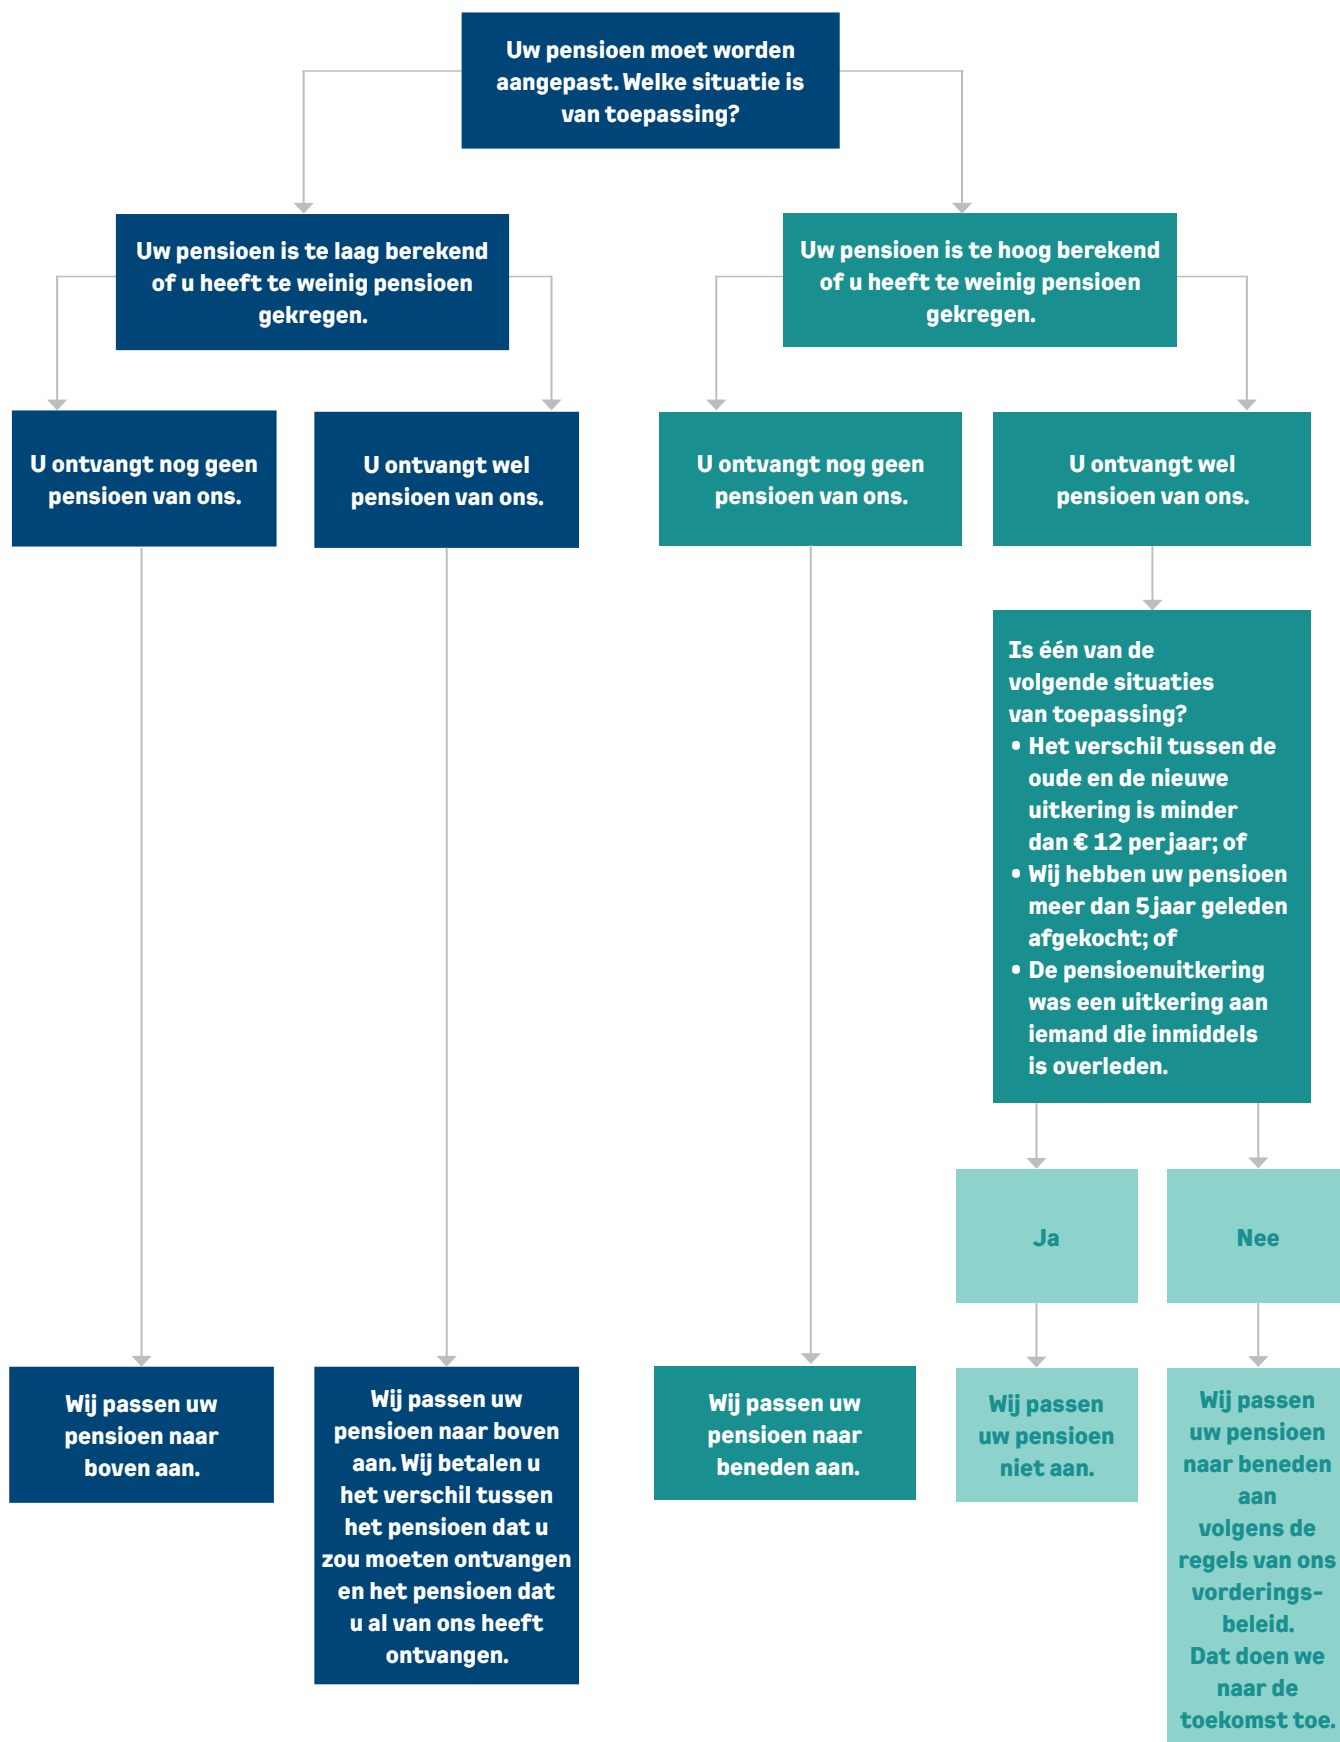 Uw pensioen moet worden
aangepast. Welke situatie is
van toepassing?
Uw pensioen is te laag berekend
of u heeft te weinig pensioen
gekregen.
Uw pensioen is te hoog berekend
of u heeft te weinig pensioen
gekregen.
U ontvangt nog geen
pensioen van ons.
U ontvangt wel
pensioen van ons.
U ontvangt nog geen
pensioen van ons.
U ontvangt wel
pensioen van ons.
Is één van de
volgende situaties
van toepassing?
• Het verschil tussen de
oude en de nieuwe
uitkering is minder
dan € 12 per jaar; of
• Wij hebben uw pensioen
meer dan 5 jaar geleden
afgekocht; of
• De pensioenuitkering
was een uitkering aan
iemand die inmiddels
is overleden.
Ja
Nee
Wij passen uw
pensioen naar
boven aan.
Wij passen uw
pensioen naar boven
aan. Wij betalen u
het verschil tussen
het pensioen dat u
zou moeten ontvangen
en het pensioen dat
u al van ons heeft
ontvangen.
Wij passen uw
pensioen naar
beneden aan.
Wij passen
uw pensioen
niet aan.
Wij passen
uw pensioen
naar beneden
aan
volgens de
regels van ons
vorderings-
beleid.
Dat doen we
naar de
toekomst toe.